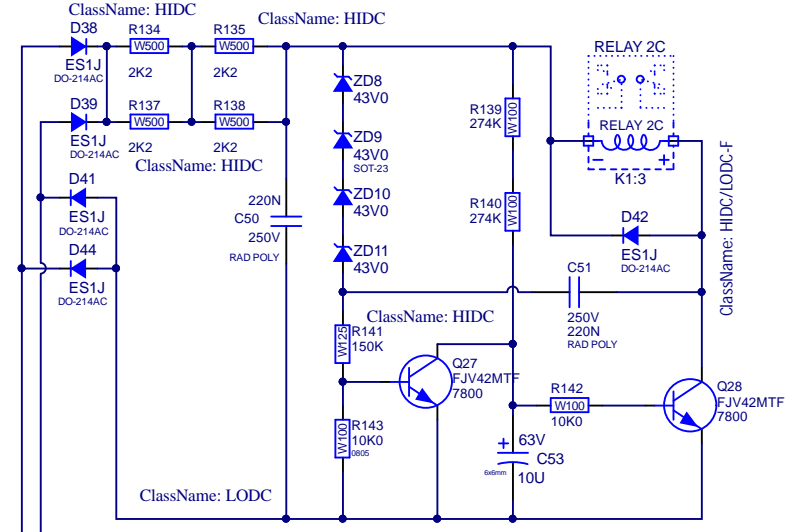 ClassName: HIDC
ClassName: HIDC
D38
ES1J
DO-214AC
R134
W500
2K2
R135
W500
2K2
D39
ES1J
DO-214AC
R137
W500
2K2
R138
W500
2K2
ClassName: HIDC
D41
ES1J
DO-214AC
D44
ES1J
DO-214AC
220N
C50
250V
RAD POLY
ZD8
43V0
ZD9
43V0
SOT-23
ZD10
43V0
ZD11
43V0
R139
274K
W100
R140
274K
W100
RELAY 2C
RELAY 2C
− +
K1:3
D42
ES1J
DO-214AC
ClassName: HIDC/LODC-F
C51
250V
220N
RAD POLY
ClassName: HIDC
R141
150K
W125
Q27
FJV42MTF
7800
R142
W100
10K0
Q28
FJV42MTF
7800
R143
10K0
0805
W100
+ 63V
C53
6x6mm
10U
ClassName: LODC